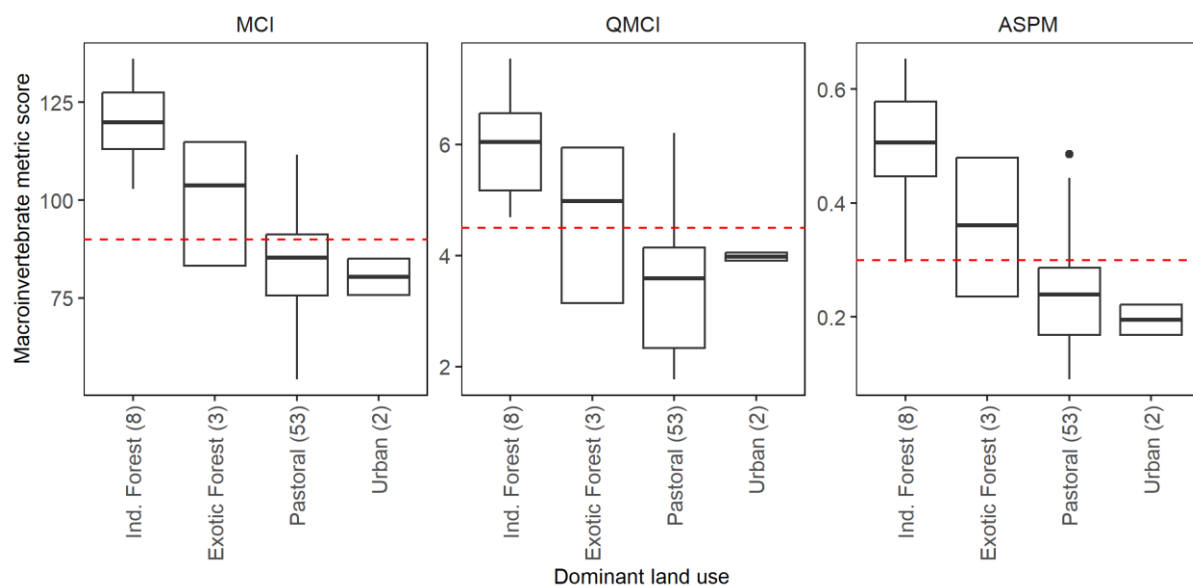 MCI
QMCI
ASPM
Macroinvertebrate metric score
125
100
75
6
4
2
0.6
0.4
0.2
Ind. Forest (8)
Exotic Forest (3)
Pastoral (53)
Urban (2)
Ind. Forest (8)
Exotic Forest (3)
Pastoral (53)
Urban (2)
Ind. Forest (8)
Exotic Forest (3)
Pastoral (53)
Urban (2)
Dominant land use